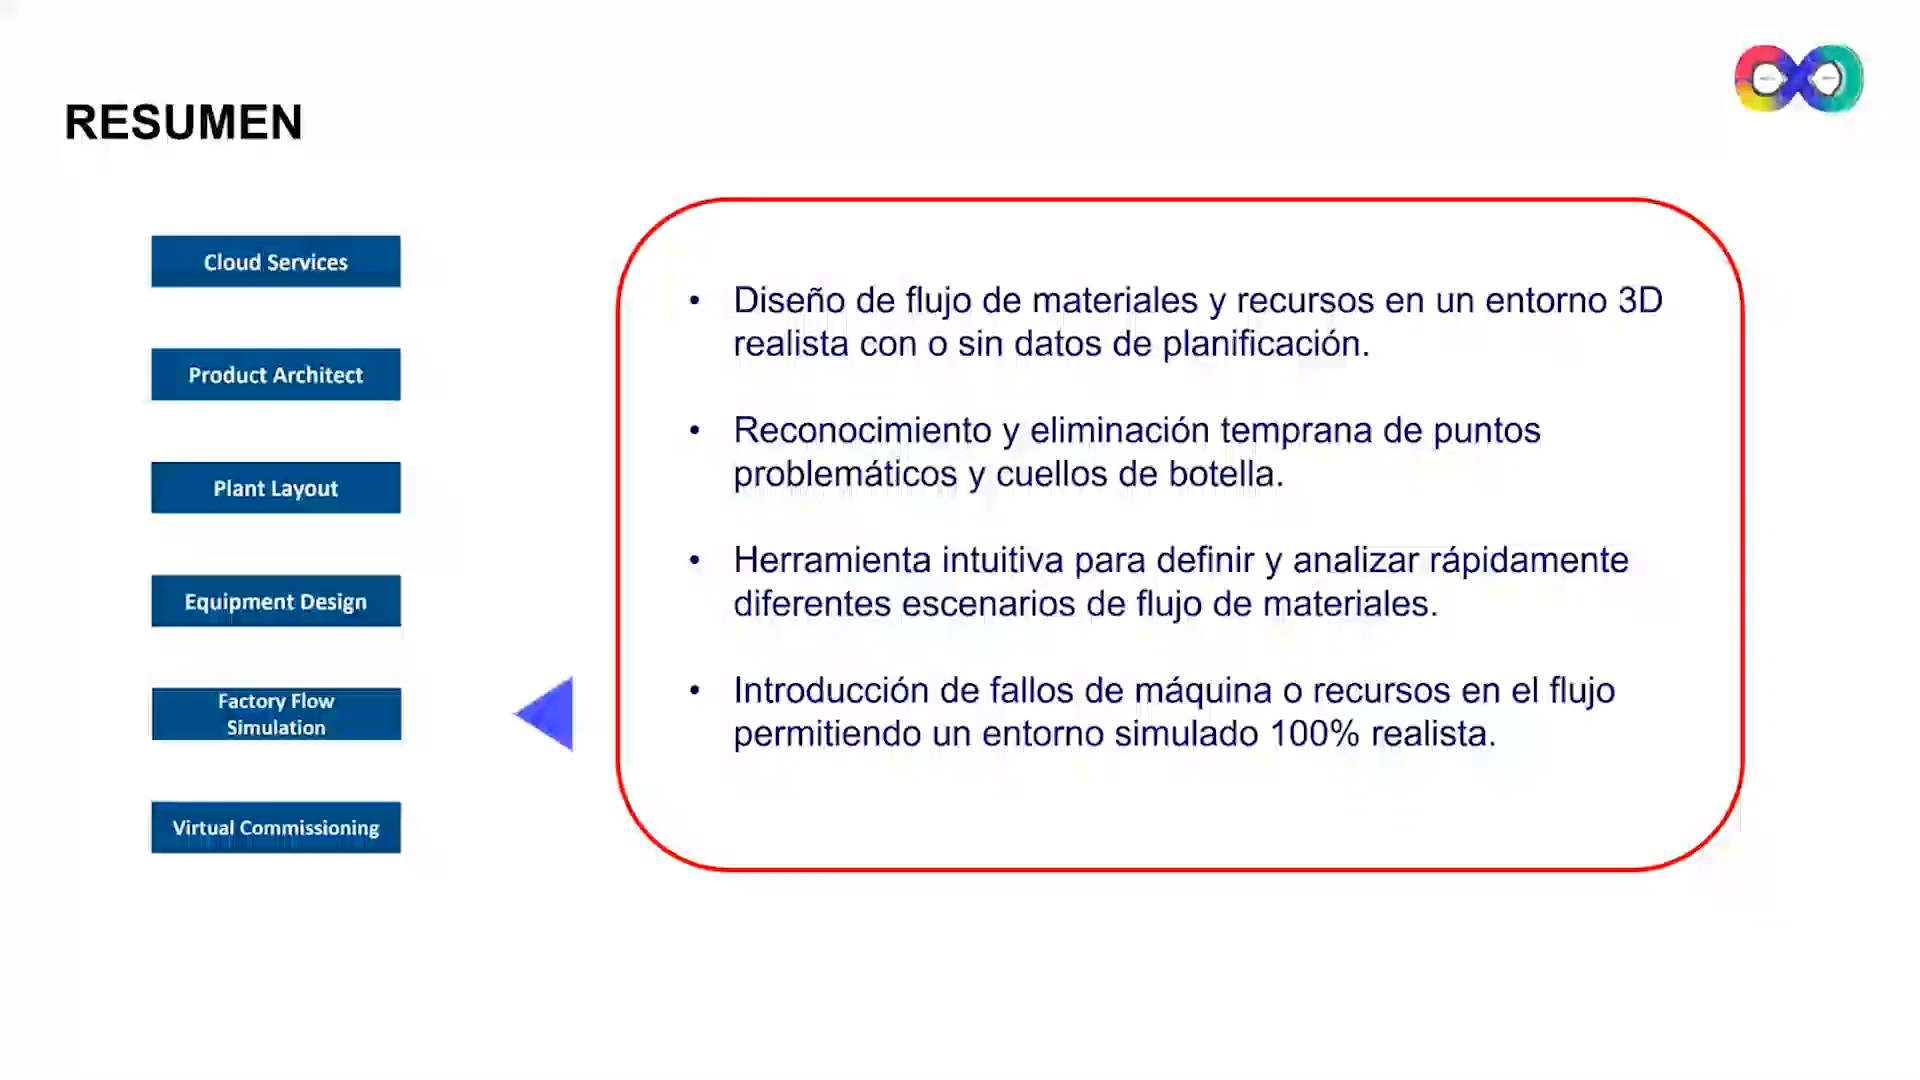 RESUMEN
Cloud Services
Product Architect
Plant Layout
Equipment Design
Factory Flow
Simulation
Virtual Commissioning
• Diseño de flujo de materiales y recursos en un entorno 3D
realista con o sin datos de planificación.
• Reconocimiento y eliminación temprana de puntos
problemáticos y cuellos de botella.
• Herramienta intuitiva para definir y analizar rápidamente
diferentes escenarios de flujo de materiales.
• Introducción de fallos de máquina o recursos en el flujo
permitiendo un entorno simulado 100% realista.